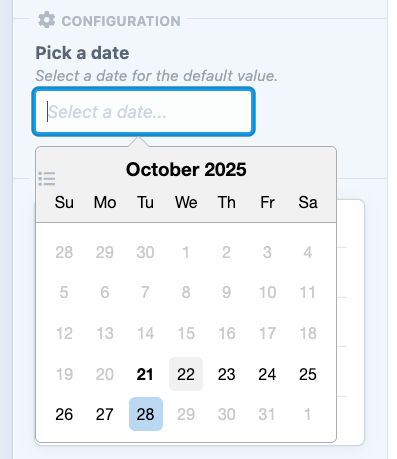 CONFIGURATION
Pick a date
Select a date for the default value.
Select a date...
October 2025
Su Mo Tu We Th Fr Sa
28 29 30 1 2 3 4
5 6 7 8 9 10 11
12 13 14 15 16 17 18
19 20 21 22 23 24 25
26 27 28 29 30 31 1